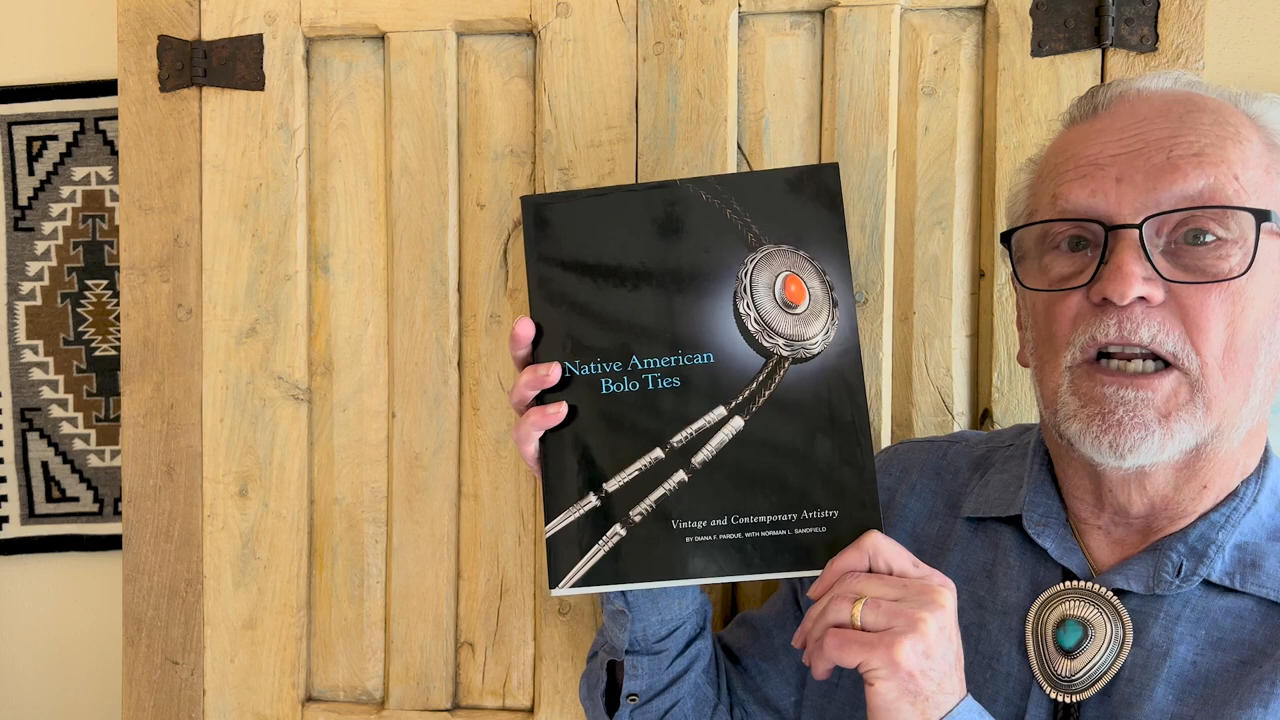 Native American
Bolo Ties
Vintage and Contemporary Artistry
BY DIANA F. PARDUE, WITH NORMAN L. SANDFIELD